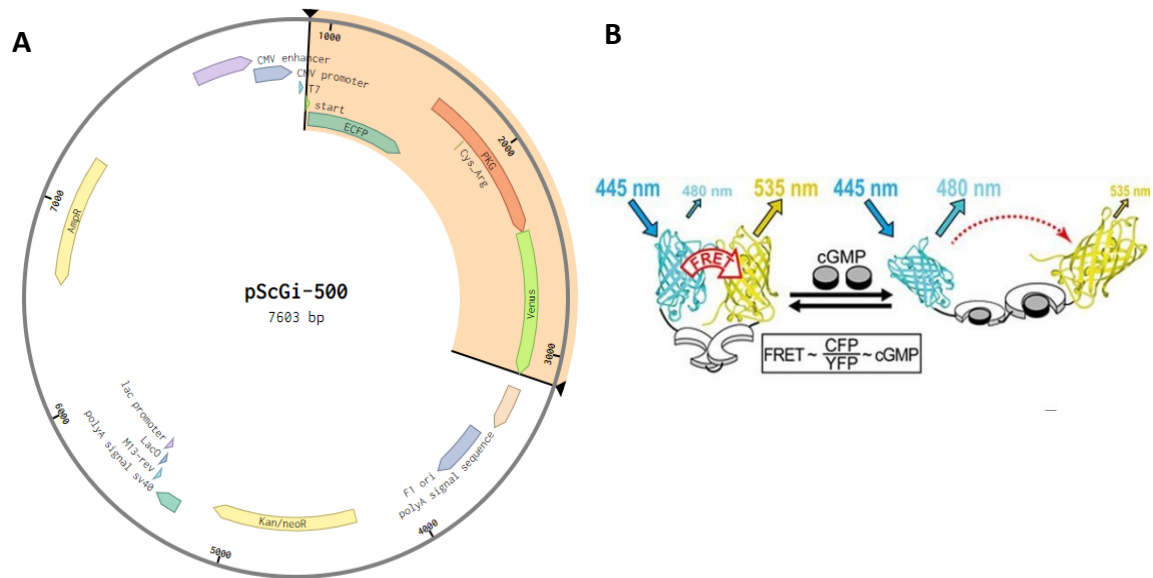 A
CMV enhancer
CMV promoter
T7
start
ECFP
1000
2000
PKG
Cys_Arg
Venus
3000
polyA signal sequence
F1 ori
4000
Kan/neoR
5000
polyA signal sv40
M13-rev
LacO
lac promoter
6000
AmpR
7000
pScGi-500
7603 bp
B
445 nm
480 nm
535 nm
445 nm
480 nm
535 nm
FRET
cGMP
FRET ~ CFP/YFP ~ cGMP